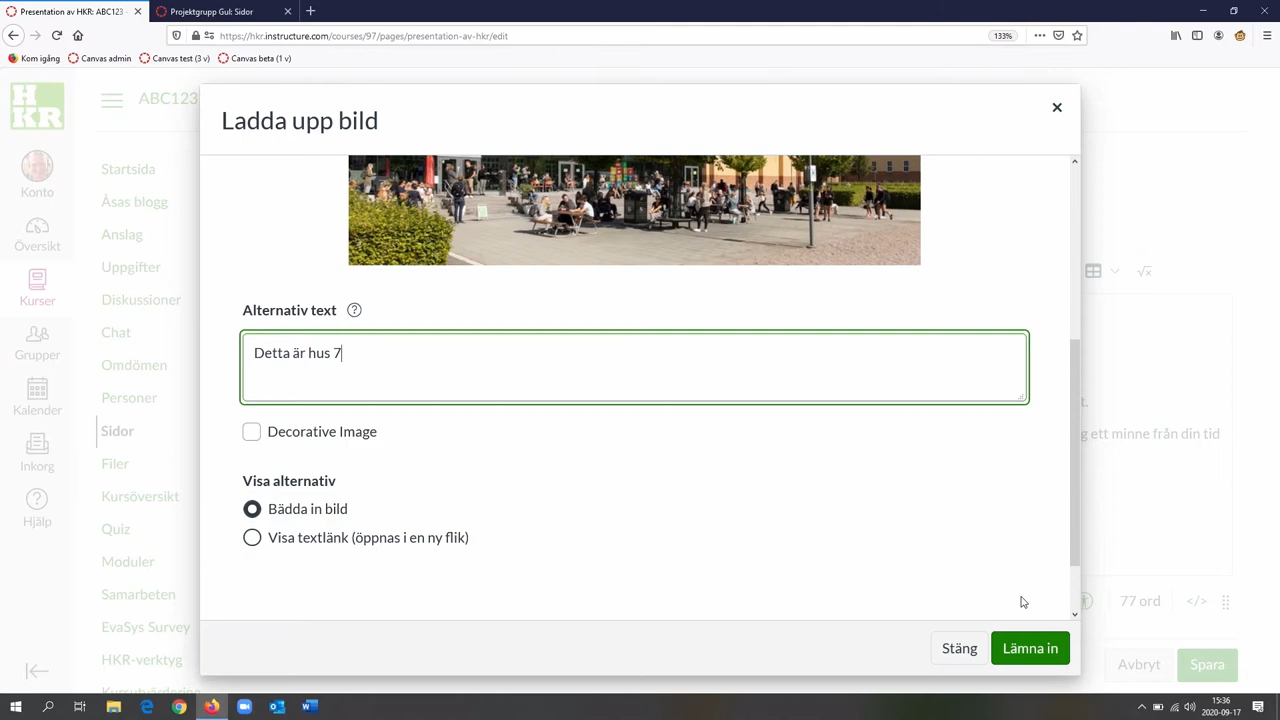 Presentation av HKR: ABC123 -
Projektgrupp Gul: Sidor
https://hkr.instructure.com/courses/97/pages/presentation-av-hkr/edit
133%
Kom igång
Canvas admin
Canvas test (3 v)
Canvas beta (1 v)
HKR
ABC123
Ladda upp bild
Konto
Översikt
Kurser
Grupper
Kalender
Inkorg
Hjälp
Startsida
Åsas blogg
Anslag
Uppgifter
Diskussioner
Chat
Omdömen
Personer
Sidor
Filer
Kursöversikt
Quiz
Moduler
Samarbeten
EvaSys Survey
HKR-verktyg
Kursutvärdering
Alternativ text
Detta är hus 7
Decorative Image
Visa alternativ
Bädda in bild
Visa textlänk (öppnas i en ny flik)
Stäng
Lämna in
t.
g ett minne från din tid
77 ord
</>
Avbryt
Spara
15:36
2020-09-17